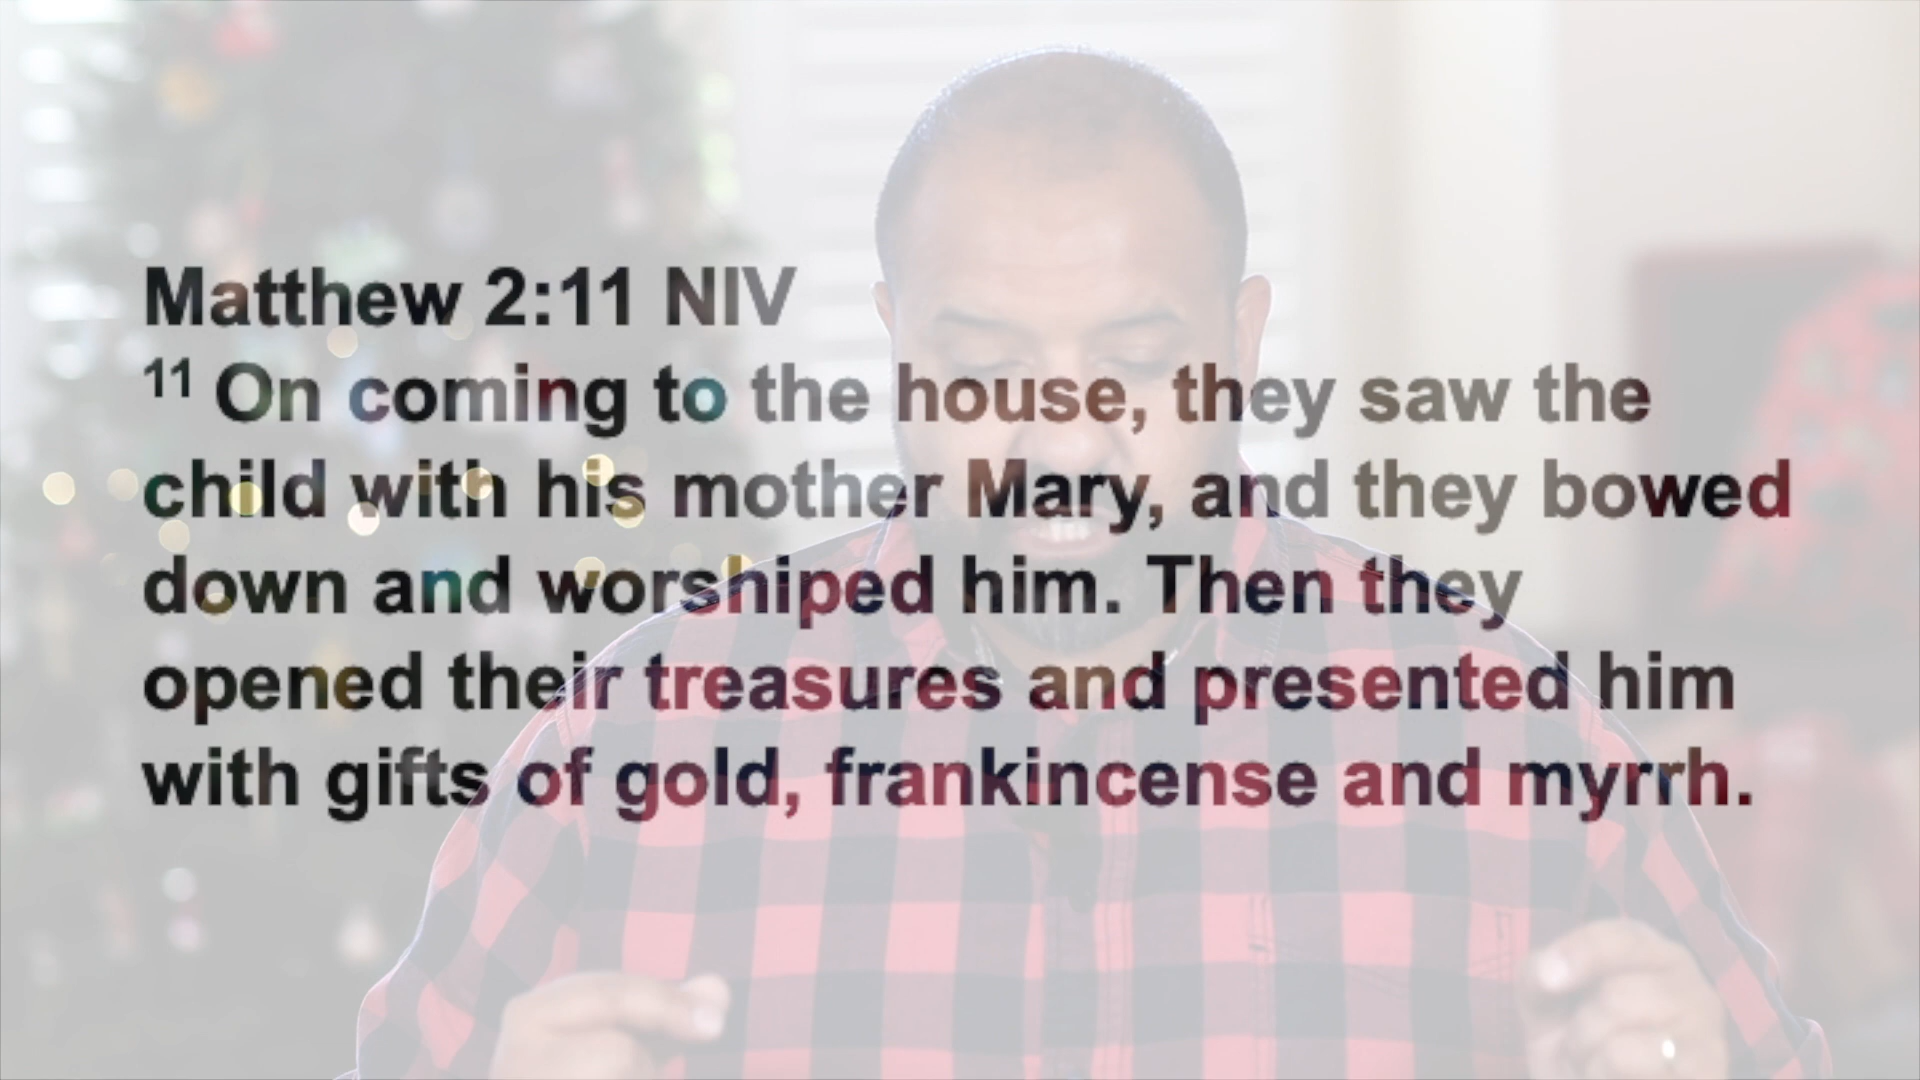 Matthew 2:11 NIV
11 On coming to the house, they saw the
child with his mother Mary, and they bowed
down and worshiped him. Then they
opened their treasures and presented him
with gifts of gold, frankincense and myrrh.